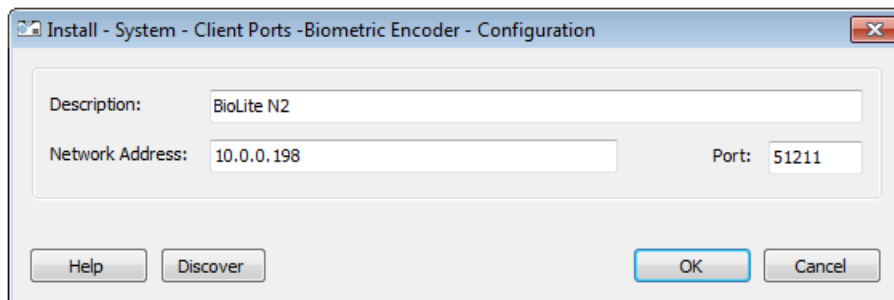 Install - System - Client Ports -Biometric Encoder - Configuration
Description: BioLite N2
Network Address: 10.0.0.198 Port: 51211
Help Discover OK Cancel